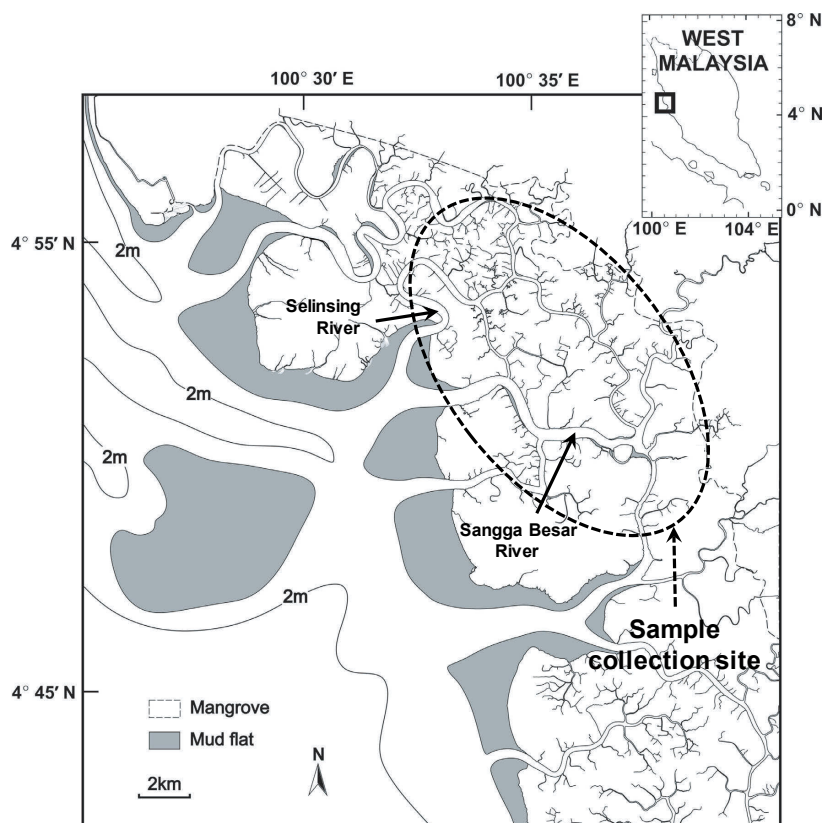 8° N
WEST
MALAYSIA
4° N
0° N
100° E
104° E
100° 30′ E
100° 35′ E
4° 55′ N
2m
Selinsing
River
2m
2m
Sangga Besar
River
2m
Sample
collection site
4° 45′ N
Mangrove
Mud flat
N
2km